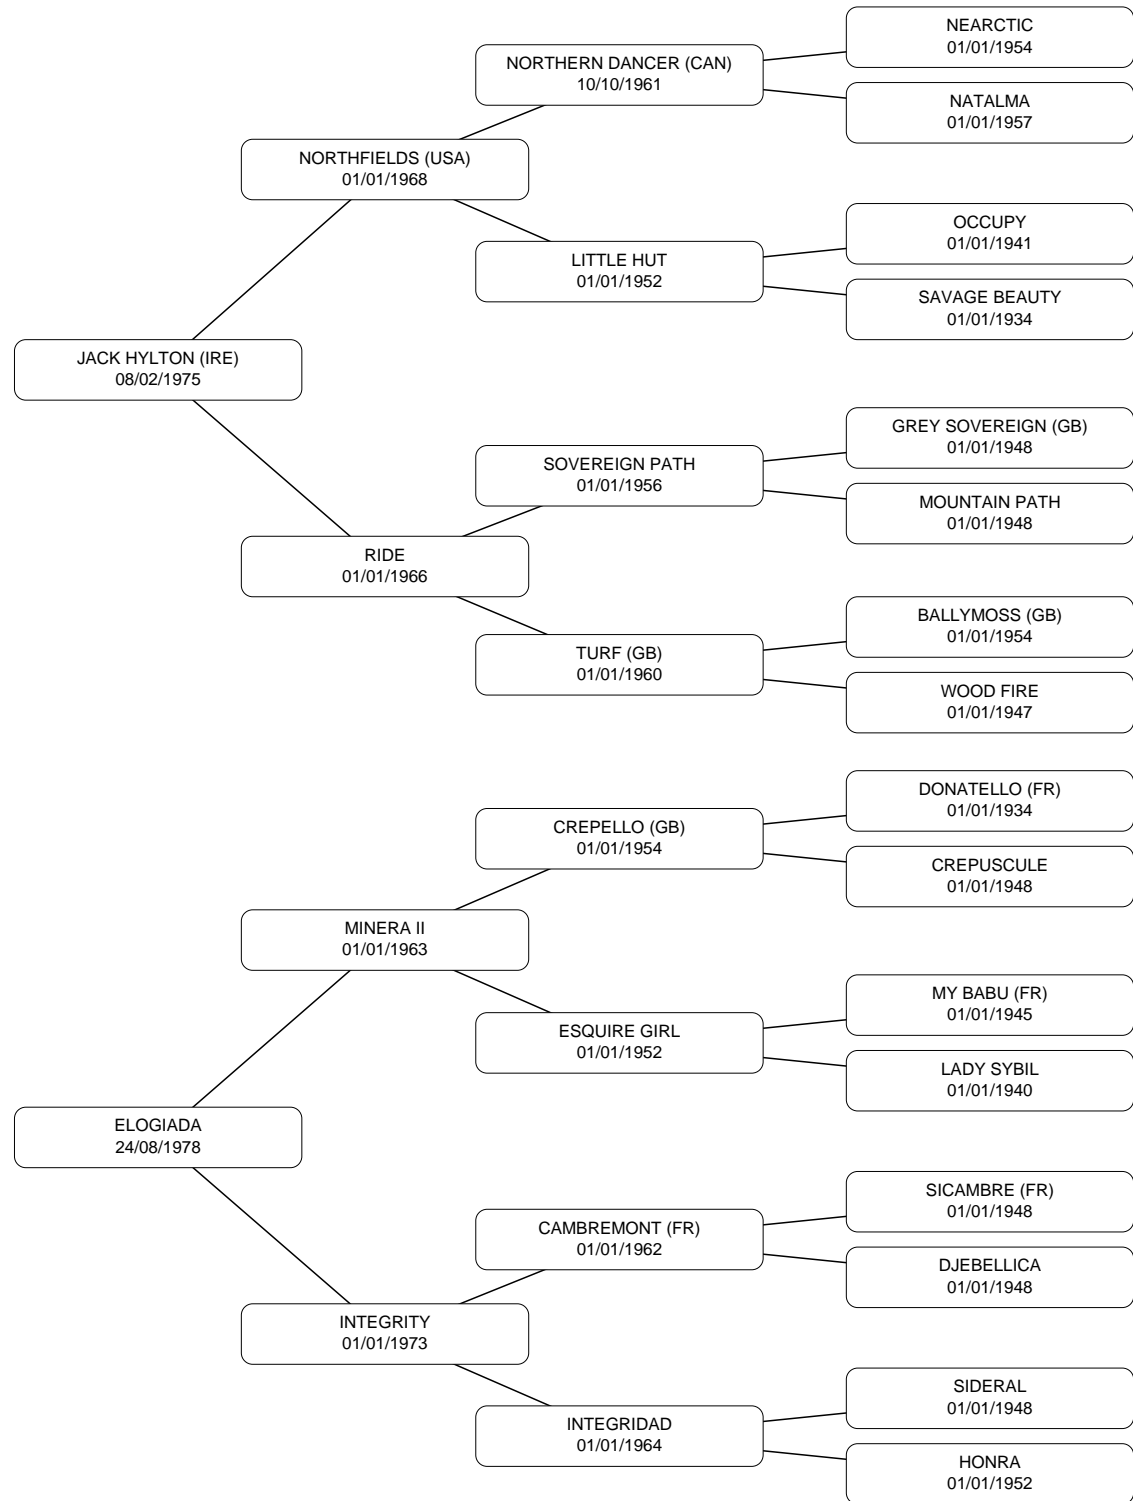 NEARCTIC
01/01/1954
NORTHERN DANCER (CAN)
10/10/1961
NATALMA
01/01/1957
NORTHFIELDS (USA)
01/01/1968
OCCUPY
01/01/1941
LITTLE HUT
01/01/1952
SAVAGE BEAUTY
01/01/1934
JACK HYLTON (IRE)
08/02/1975
GREY SOVEREIGN (GB)
01/01/1948
SOVEREIGN PATH
01/01/1956
MOUNTAIN PATH
01/01/1948
RIDE
01/01/1966
BALLYMOSS (GB)
01/01/1954
TURF (GB)
01/01/1960
WOOD FIRE
01/01/1947
DONATELLO (FR)
01/01/1934
CREPELLO (GB)
01/01/1954
CREPUSCULE
01/01/1948
MINERA II
01/01/1963
MY BABU (FR)
01/01/1945
ESQUIRE GIRL
01/01/1952
LADY SYBIL
01/01/1940
ELOGIADA
24/08/1978
SICAMBRE (FR)
01/01/1948
CAMBREMONT (FR)
01/01/1962
DJEBELLICA
01/01/1948
INTEGRITY
01/01/1973
SIDERAL
01/01/1948
INTEGRIDAD
01/01/1964
HONRA
01/01/1952